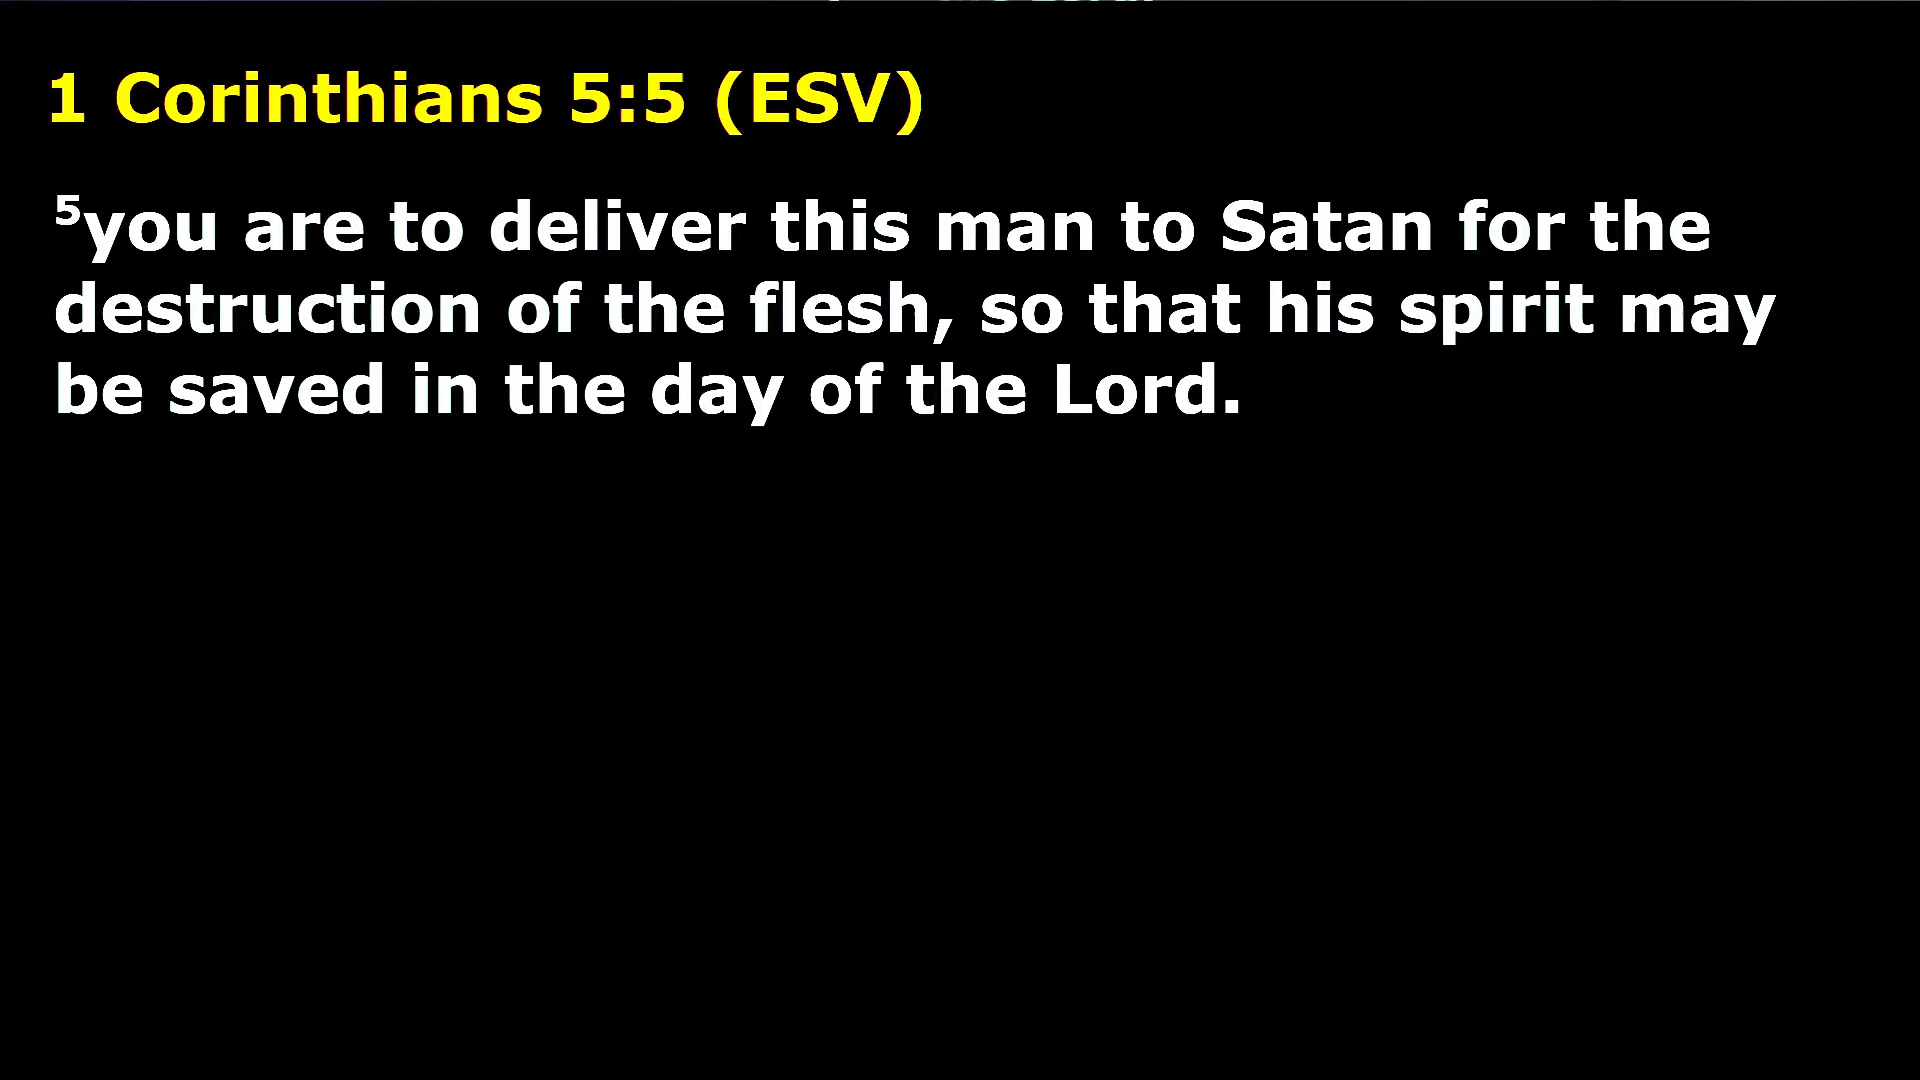 1 Corinthians 5:5 (ESV)
⁵you are to deliver this man to Satan for the
destruction of the flesh, so that his spirit may
be saved in the day of the Lord.